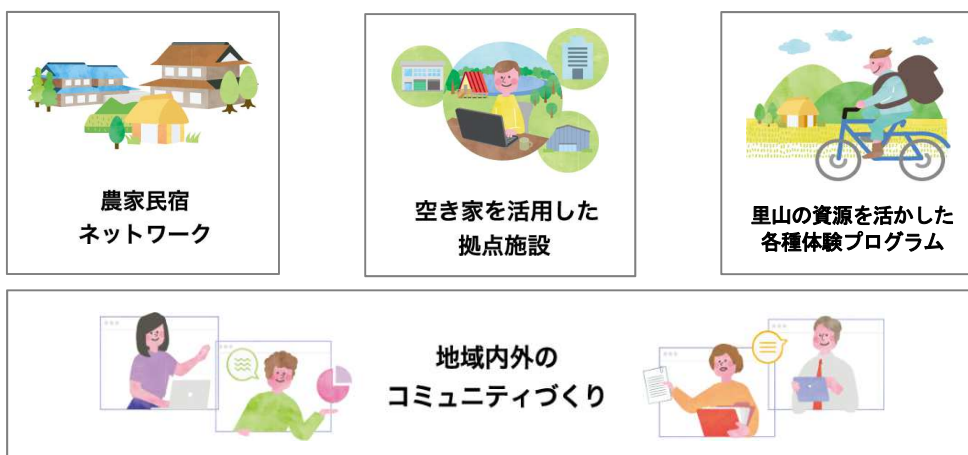 農家民宿
ネットワーク
空き家を活用した
拠点施設
里山の資源を活かした
各種体験プログラム
地域内外の
コミュニティづくり